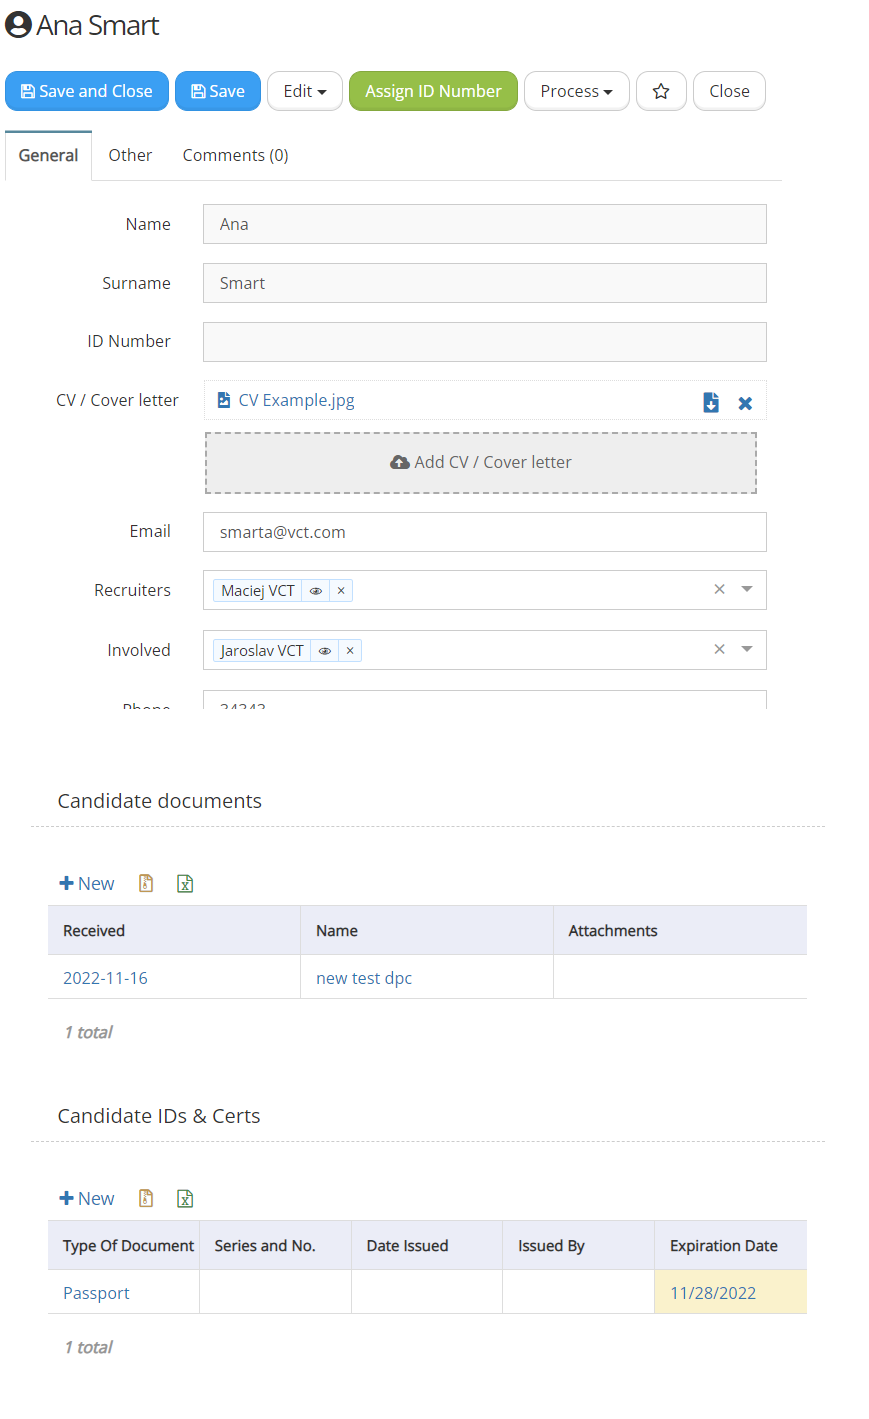 Ana Smart
Save and Close Save Edit Assign ID Number Process Close
General Other Comments (0)
Name Ana
Surname Smart
ID Number
CV / Cover letter CV Example.jpg
Add CV / Cover letter
Email smarta@vct.com
Recruiters Maciej VCT × ×
Involved Jaroslav VCT × ×
Phone 34343
Candidate documents
New
Received Name Attachments
2022-11-16 new test dpc
1 total
Candidate IDs & Certs
New
Type Of Document Series and No. Date Issued Issued By Expiration Date
Passport 11/28/2022
1 total